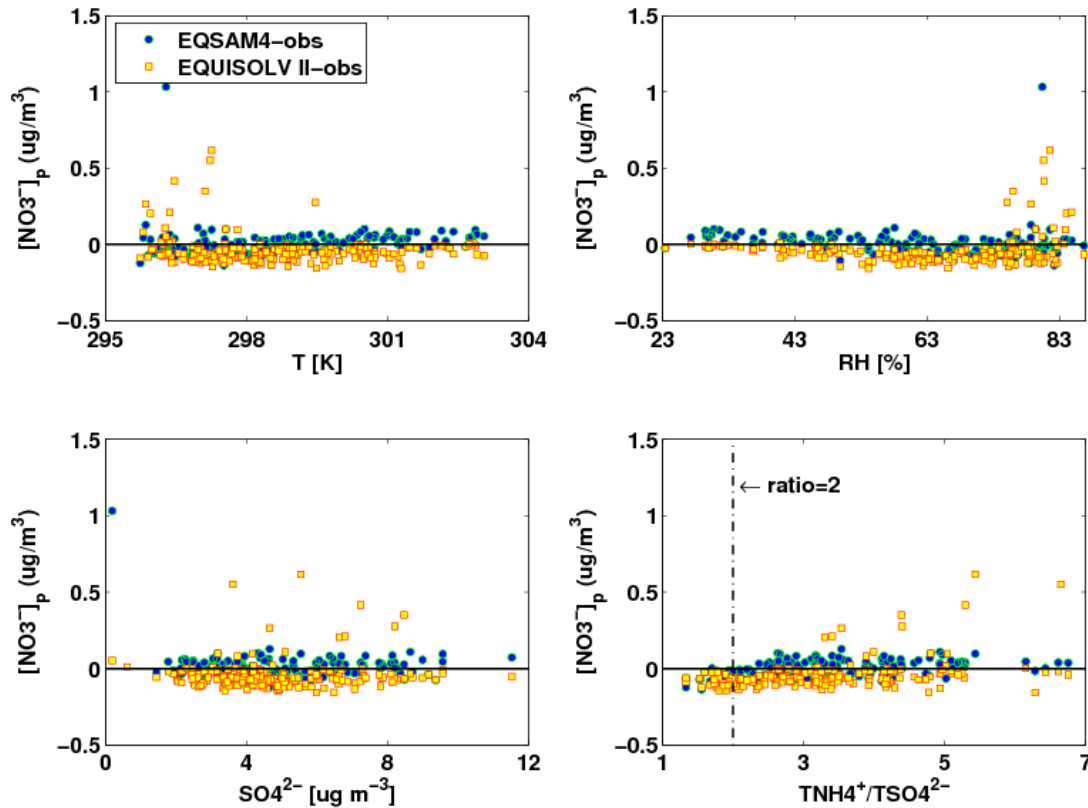 1.5
1
0.5
0
−0.5
[NO3⁻]ₚ (ug/m³)
EQSAM4−obs
EQUISOLV II−obs
295 298 301 304
T [K]
1.5
1
0.5
0
−0.5
[NO3⁻]ₚ (ug/m³)
23 43 63 83
RH [%]
1.5
1
0.5
0
−0.5
[NO3⁻]ₚ (ug/m³)
0 4 8 12
SO4²⁻ [ug m⁻³]
1.5
1
0.5
0
−0.5
[NO3⁻]ₚ (ug/m³)
← ratio=2
1 3 5 7
TNH4⁺/TSO4²⁻